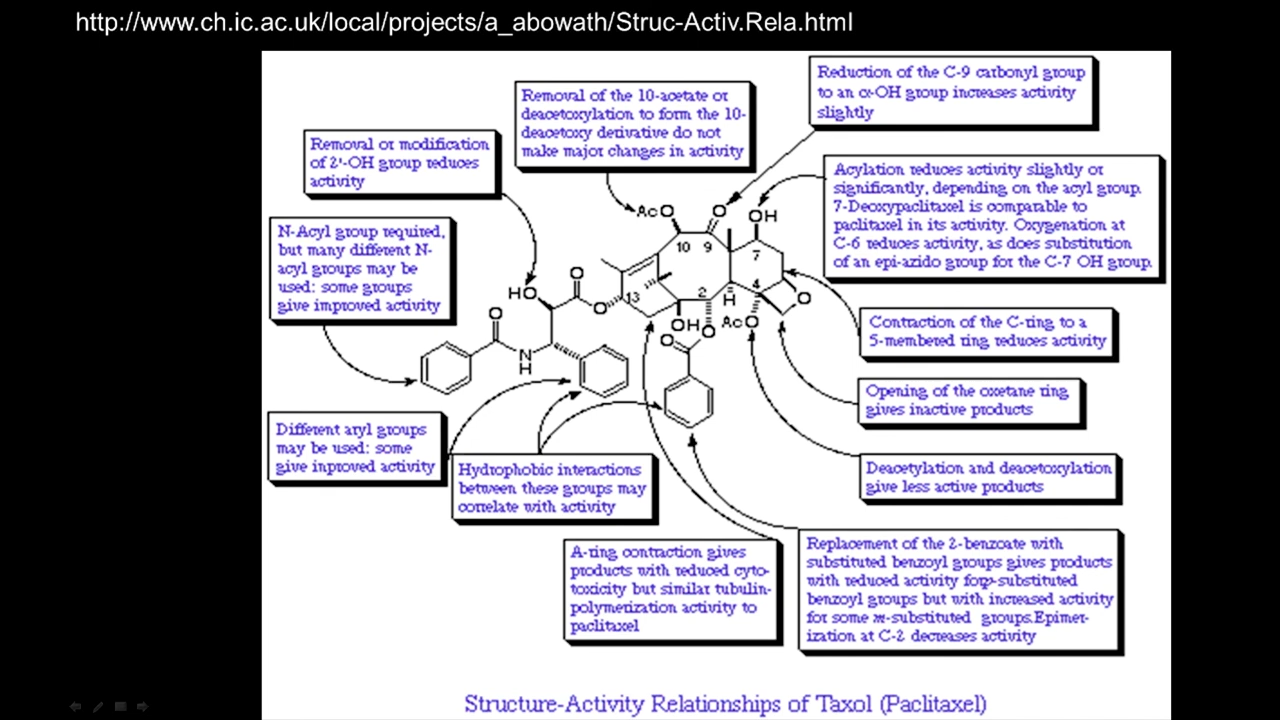 http://www.ch.ic.ac.uk/local/projects/a_abowath/Struc-Activ.Rela.html
Reduction of the C-9 carbonyl group
to an α-OH group increases activity
slightly
Removal of the 10-acetate or
deacetoxylation to form the 10-
deacetoxy derivative do not
make major changes in activity
Removal or modification
of 2'-OH group reduces
activity
Acylation reduces activity slightly or
significantly, depending on the acyl group.
7-Deoxypaclitaxel is comparable to
paclitaxel in its activity. Oxygenation at
C-6 reduces activity, as does substitution
of an epi-azido group for the C-7 OH group.
N-Acyl group required,
but many different N-
acyl groups may be
used: some groups
give improved activity
AcO
O
OH
10
9
7
O
HO
O
13
2
4
H
O
O
OH
O
AcO
O
N
H
Contraction of the C-ring to a
5-membered ring reduces activity
Opening of the oxetane ring
gives inactive products
Different aryl groups
may be used: some
give inproved activity
Hydrophobic interactions
between these groups may
correlate with activity
Deacetylation and deacetoxylation
give less active products
A-ring contraction gives
products with reduced cyto-
toxicity but similar tubulin-
polymerization activity to
paclitaxel
Replacement of the 2-benzoate with
substituted benzoyl groups gives products
with reduced activity for p-substituted
benzoyl groups but with increased activity
for some m-substituted groups.Epimer-
ization at C-2 decreases activity
Structure-Activity Relationships of Taxol (Paclitaxel)